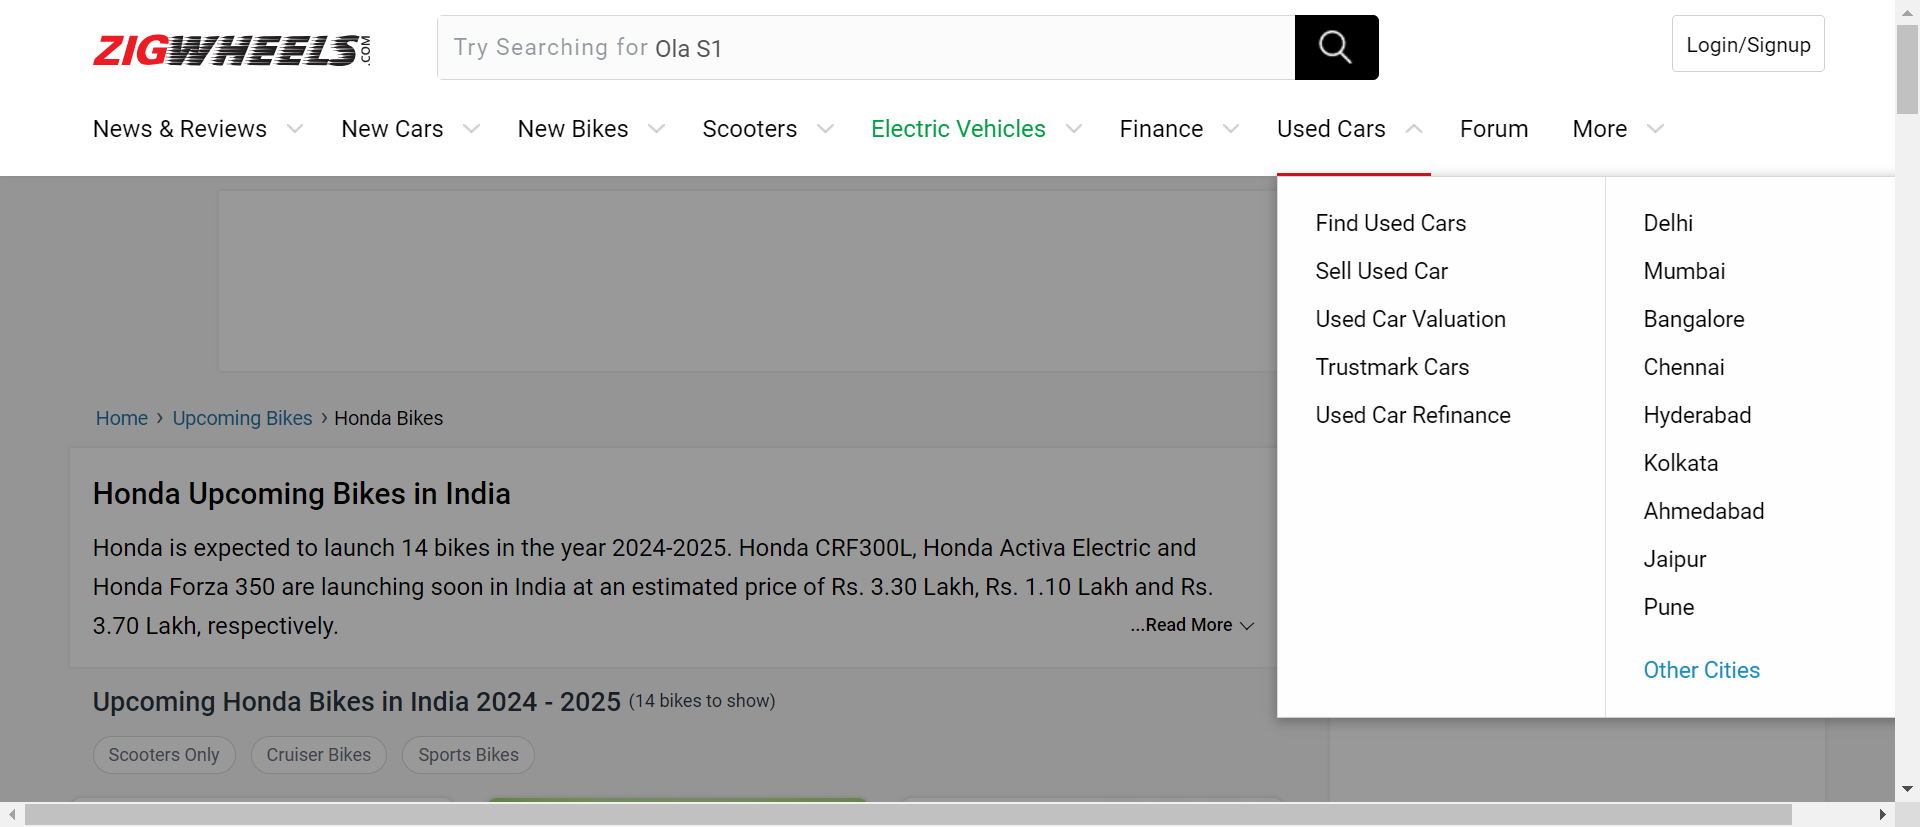 ZIGWHEELS.COM
Try Searching for Ola S1
Login/Signup
News & Reviews
New Cars
New Bikes
Scooters
Electric Vehicles
Finance
Used Cars
Forum
More
Find Used Cars
Sell Used Car
Used Car Valuation
Trustmark Cars
Used Car Refinance
Delhi
Mumbai
Bangalore
Chennai
Hyderabad
Kolkata
Ahmedabad
Jaipur
Pune
Other Cities
Home › Upcoming Bikes › Honda Bikes
Honda Upcoming Bikes in India
Honda is expected to launch 14 bikes in the year 2024-2025. Honda CRF300L, Honda Activa Electric and
Honda Forza 350 are launching soon in India at an estimated price of Rs. 3.30 Lakh, Rs. 1.10 Lakh and Rs.
3.70 Lakh, respectively.
...Read More
Upcoming Honda Bikes in India 2024 - 2025 (14 bikes to show)
Scooters Only
Cruiser Bikes
Sports Bikes